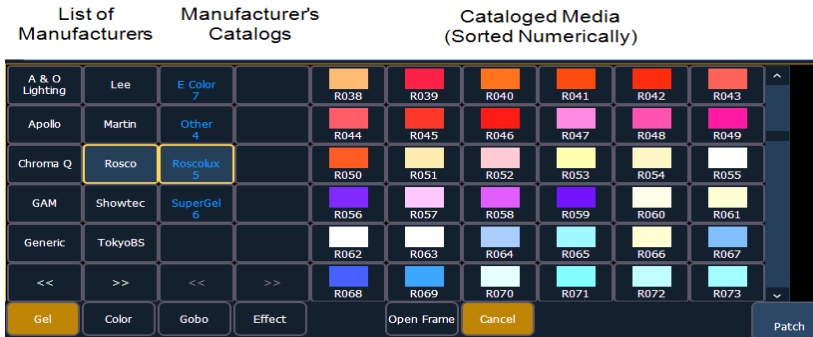 List of
Manufacturers
Manufacturer's
Catalogs
Cataloged Media
(Sorted Numerically)
A & O
Lighting
Lee
E Color
7
R038
R039
R040
R041
R042
R043
Apollo
Martin
Other
4
R044
R045
R046
R047
R048
R049
Chroma Q
Rosco
Roscolux
5
R050
R051
R052
R053
R054
R055
GAM
Showtec
SuperGel
6
R056
R057
R058
R059
R060
R061
Generic
TokyoBS
R062
R063
R064
R065
R066
R067
<<
>>
<<
>>
R068
R069
R070
R071
R072
R073
Gel
Color
Gobo
Effect
Open Frame
Cancel
Patch